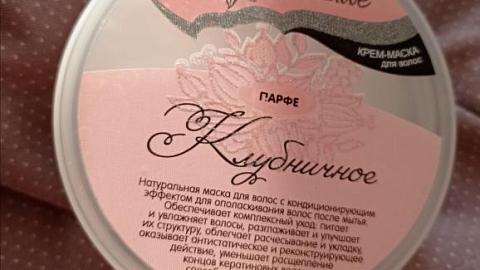 КРЕМ-МАСКА
для волос
ПАРФЕ
Клубничное
Натуральная маска для волос с кондиционирующим
эффектом для ополаскивания волос после мытья.
Обеспечивает комплексный уход: питает
и увлажняет волосы, разглаживает и улучшает
их структуру, облегчает расчесывание и укладку,
оказывает антистатическое и реконструирующее
действие, уменьшает расщепление
концов кератиновых